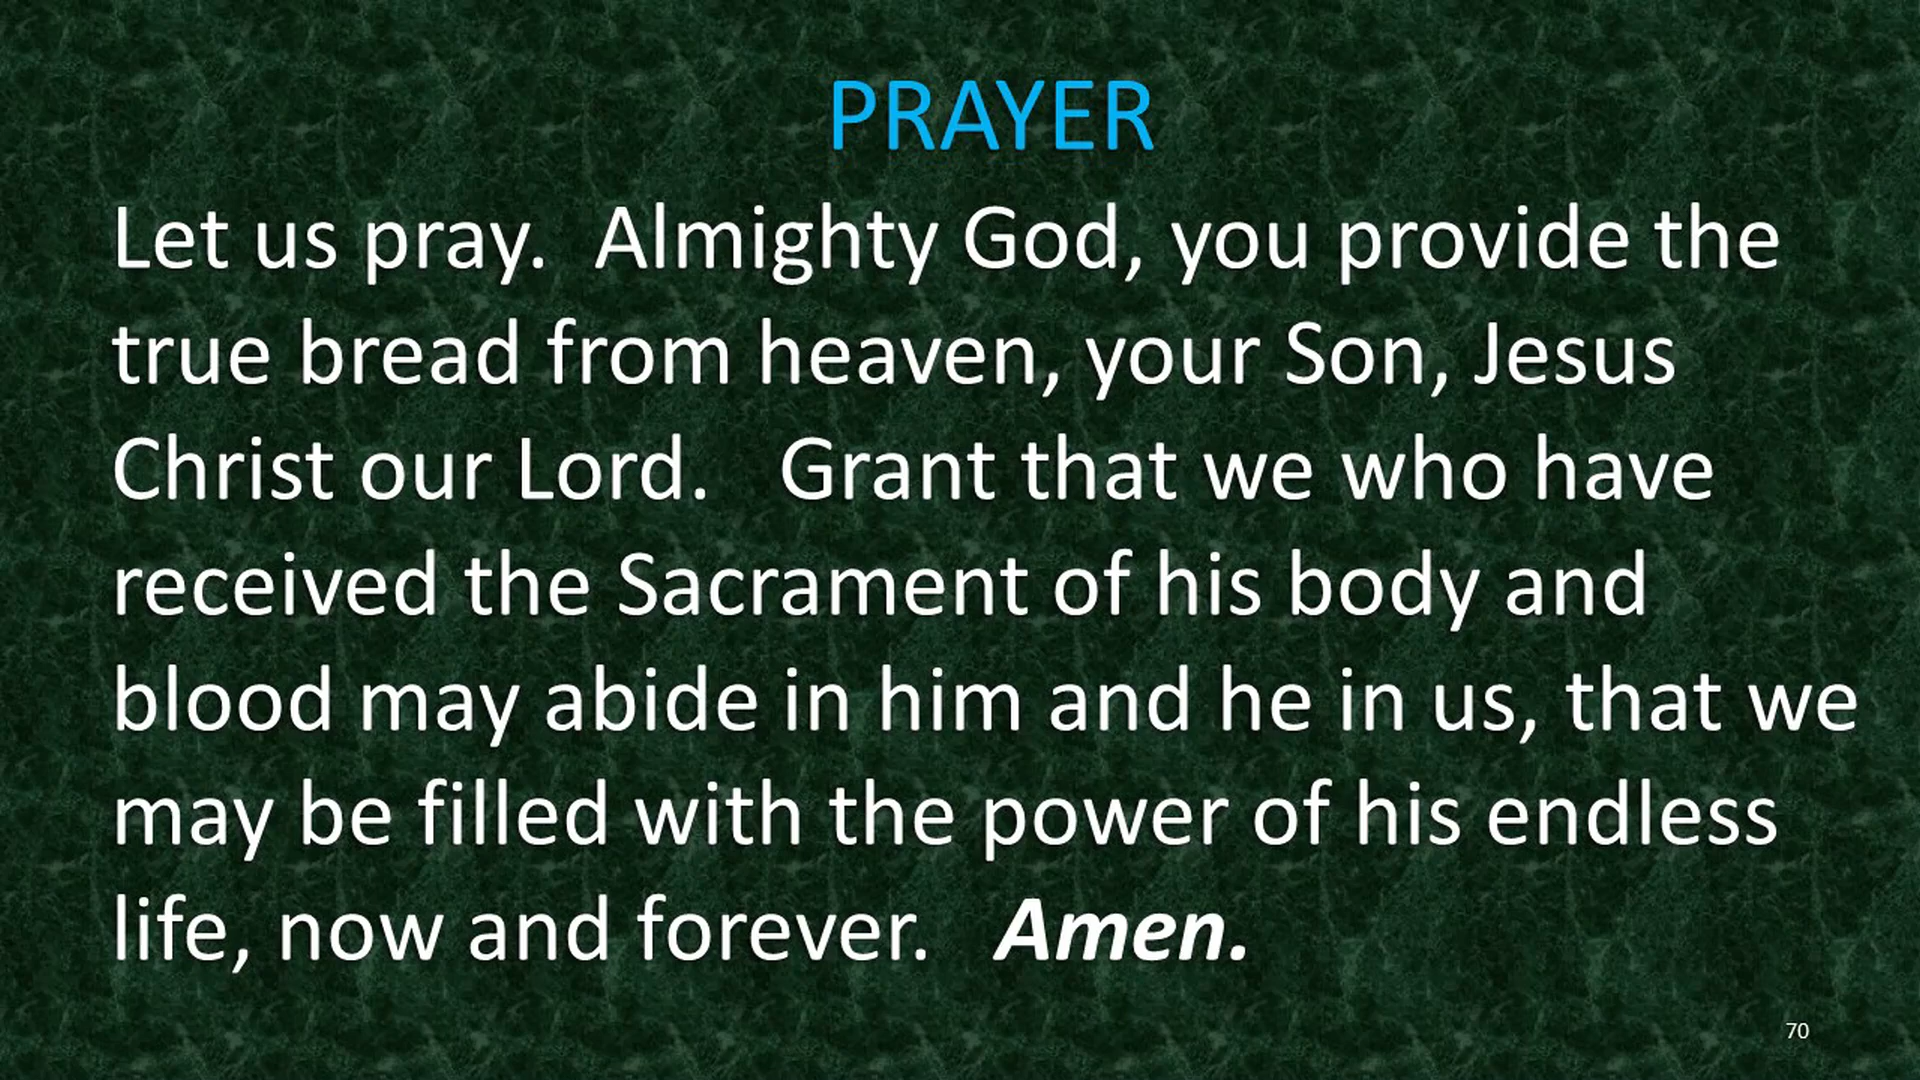 PRAYER
Let us pray.  Almighty God, you provide the
true bread from heaven, your Son, Jesus
Christ our Lord.   Grant that we who have
received the Sacrament of his body and
blood may abide in him and he in us, that we
may be filled with the power of his endless
life, now and forever.   Amen.
70